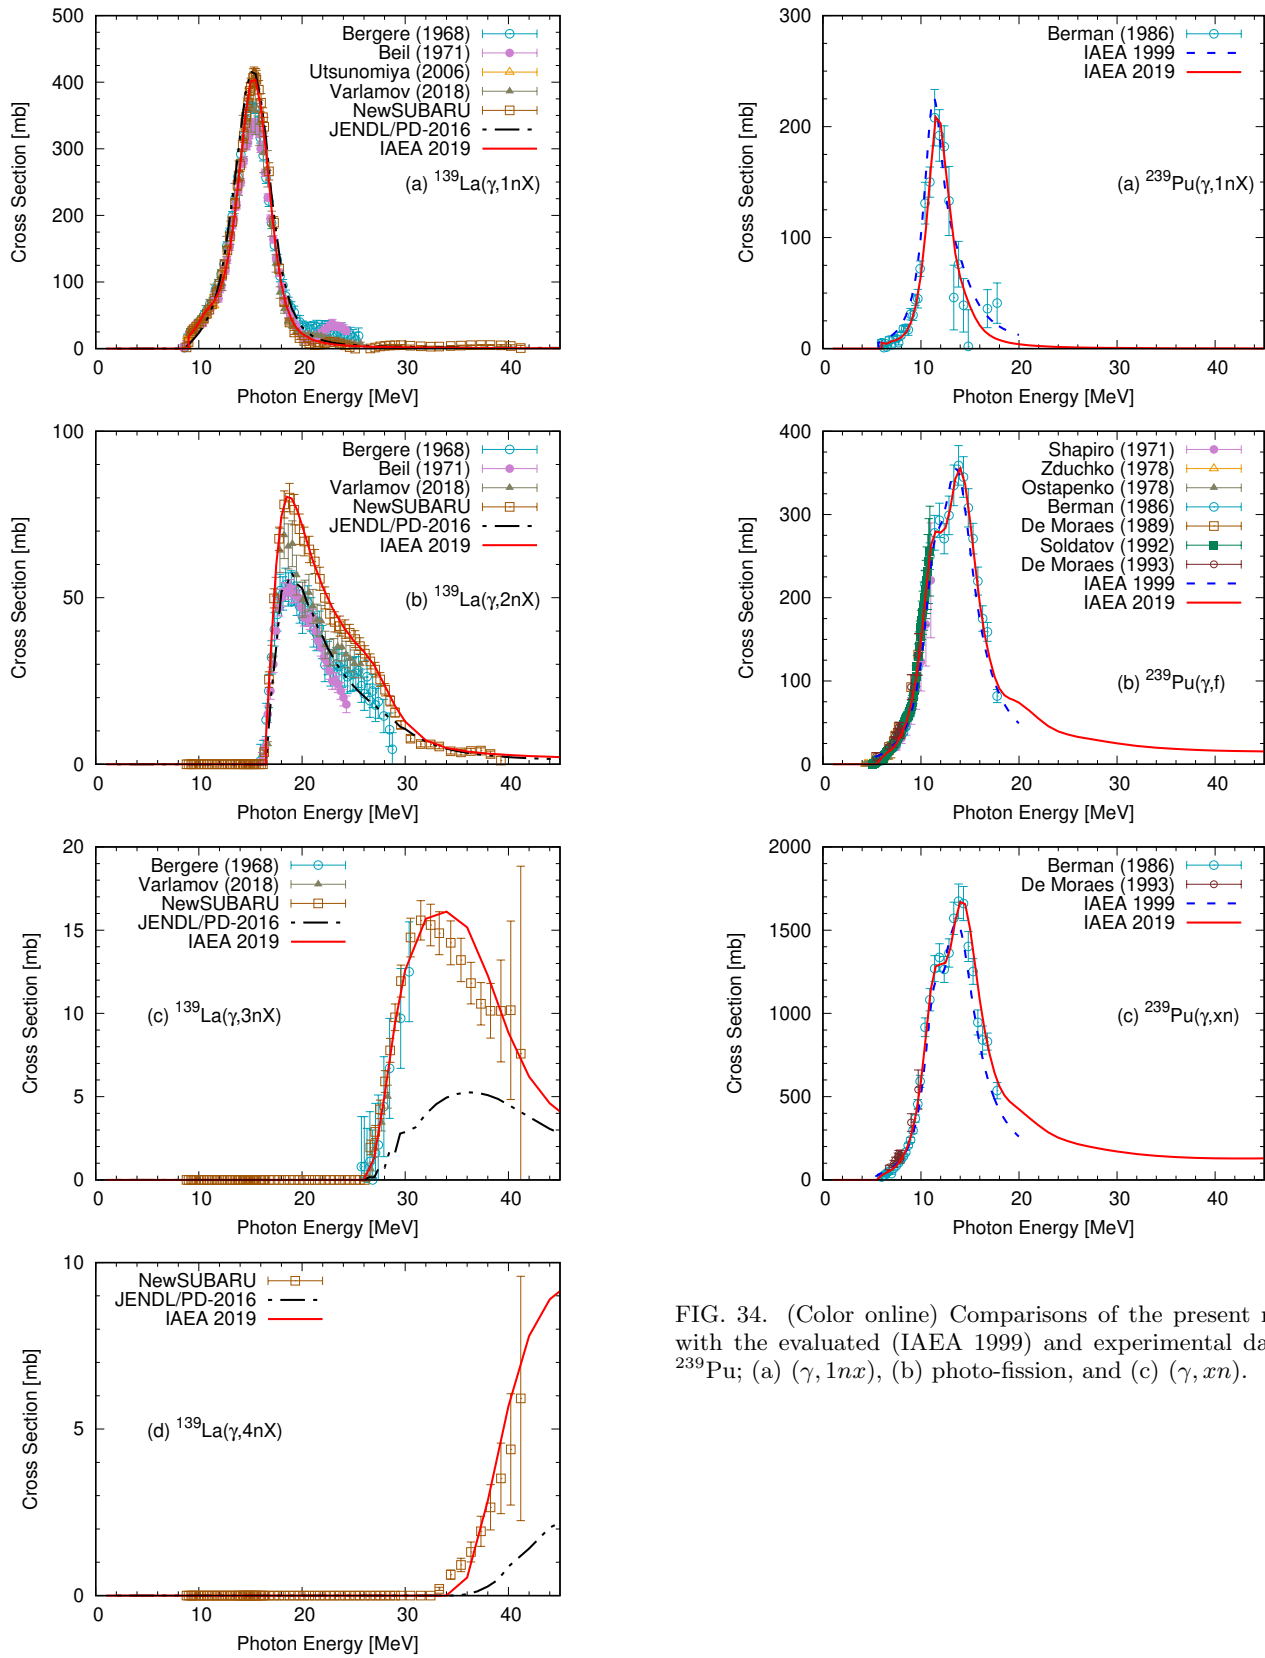 500
400
300
200
100
0
Cross Section [mb]
Bergere (1968)
Beil (1971)
Utsunomiya (2006)
Varlamov (2018)
NewSUBARU
JENDL/PD-2016
IAEA 2019
(a) ¹³⁹La(γ,1nX)
0 10 20 30 40
Photon Energy [MeV]
100
50
0
Cross Section [mb]
Bergere (1968)
Beil (1971)
Varlamov (2018)
NewSUBARU
JENDL/PD-2016
IAEA 2019
(b) ¹³⁹La(γ,2nX)
0 10 20 30 40
Photon Energy [MeV]
20
15
10
5
0
Cross Section [mb]
Bergere (1968)
Varlamov (2018)
NewSUBARU
JENDL/PD-2016
IAEA 2019
(c) ¹³⁹La(γ,3nX)
0 10 20 30 40
Photon Energy [MeV]
10
5
0
Cross Section [mb]
NewSUBARU
JENDL/PD-2016
IAEA 2019
(d) ¹³⁹La(γ,4nX)
0 10 20 30 40
Photon Energy [MeV]
300
200
100
0
Cross Section [mb]
Berman (1986)
IAEA 1999
IAEA 2019
(a) ²³⁹Pu(γ,1nX)
0 10 20 30 40
Photon Energy [MeV]
400
300
200
100
0
Cross Section [mb]
Shapiro (1971)
Zduchko (1978)
Ostapenko (1978)
Berman (1986)
De Moraes (1989)
Soldatov (1992)
De Moraes (1993)
IAEA 1999
IAEA 2019
(b) ²³⁹Pu(γ,f)
0 10 20 30 40
Photon Energy [MeV]
2000
1500
1000
500
0
Cross Section [mb]
Berman (1986)
De Moraes (1993)
IAEA 1999
IAEA 2019
(c) ²³⁹Pu(γ,xn)
0 10 20 30 40
Photon Energy [MeV]
FIG. 34. (Color online) Comparisons of the present
with the evaluated (IAEA 1999) and experimental da
²³⁹Pu; (a) (γ, 1nx), (b) photo-fission, and (c) (γ, xn).